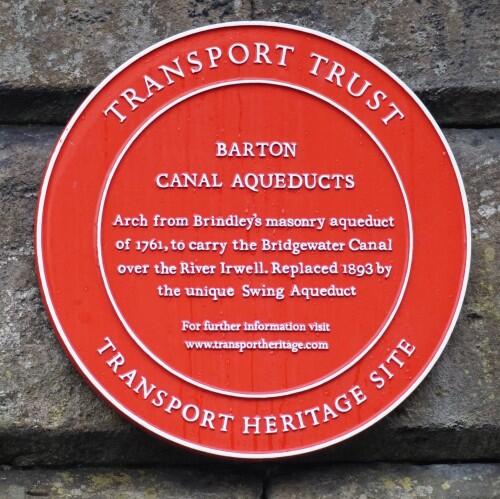 TRANSPORT TRUST
BARTON
CANAL AQUEDUCTS
Arch from Brindley's masonry aqueduct
of 1761, to carry the Bridgewater Canal
over the River Irwell. Replaced 1893 by
the unique Swing Aqueduct
For further information visit
www.transportheritage.com
TRANSPORT HERITAGE SITE